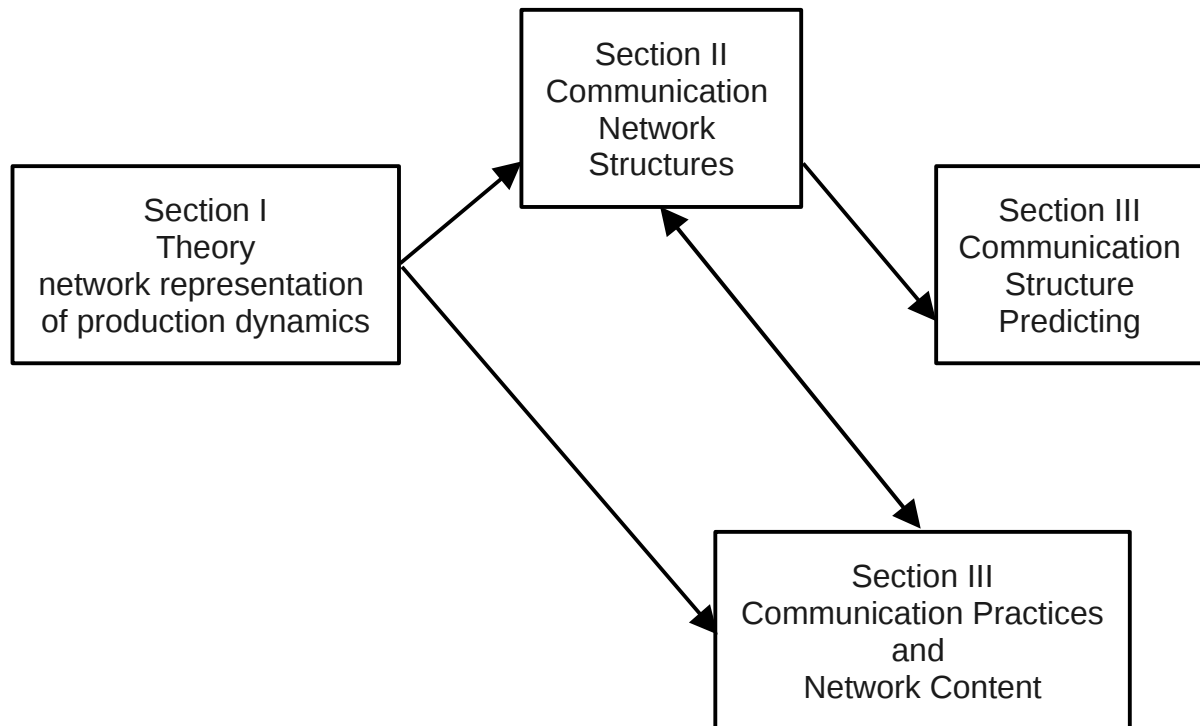 Section I
Theory
network representation
of production dynamics
Section II
Communication
Network
Structures
Section III
Communication
Structure
Predicting
Section III
Communication Practices
and
Network Content